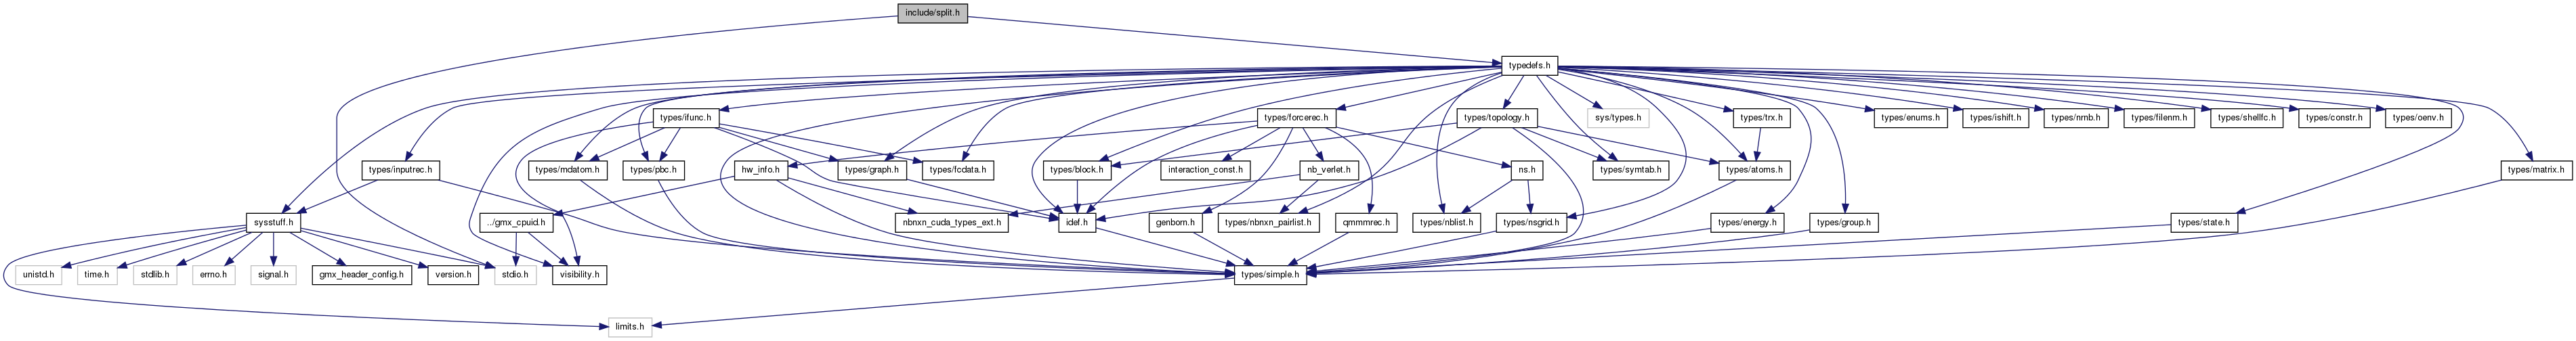 include/split.h
typedefs.h
types/ifunc.h
types/forcerec.h
types/topology.h
sys/types.h
types/trx.h
types/enums.h
types/ishift.h
types/nrnb.h
types/filenm.h
types/shellfc.h
types/constr.h
types/oenv.h
types/inputrec.h
types/mdatom.h
types/pbc.h
hw_info.h
types/graph.h
types/fcdata.h
types/block.h
interaction_const.h
nb_verlet.h
ns.h
types/symtab.h
types/atoms.h
types/matrix.h
sysstuff.h
../gmx_cpuid.h
nbnxn_cuda_types_ext.h
idef.h
genborn.h
types/nbnxn_pairlist.h
qmmmrec.h
types/nblist.h
types/nsgrid.h
types/energy.h
types/group.h
types/state.h
unistd.h
time.h
stdlib.h
errno.h
signal.h
gmx_header_config.h
version.h
stdio.h
visibility.h
types/simple.h
limits.h